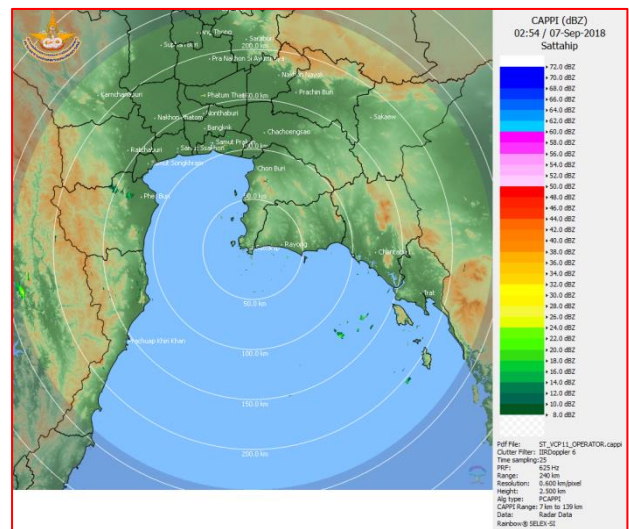 CAPPI (dBZ)
02:54 / 07-Sep-2018
Sattahip
72.0 dBZ
70.0 dBZ
68.0 dBZ
66.0 dBZ
64.0 dBZ
62.0 dBZ
60.0 dBZ
58.0 dBZ
56.0 dBZ
54.0 dBZ
52.0 dBZ
50.0 dBZ
48.0 dBZ
46.0 dBZ
44.0 dBZ
42.0 dBZ
40.0 dBZ
38.0 dBZ
36.0 dBZ
34.0 dBZ
32.0 dBZ
30.0 dBZ
28.0 dBZ
26.0 dBZ
24.0 dBZ
22.0 dBZ
20.0 dBZ
18.0 dBZ
16.0 dBZ
14.0 dBZ
12.0 dBZ
10.0 dBZ
8.0 dBZ
Pdf File: ST_VCP11_OPERATOR.cappi
Clutter Filter: IIRDoppler 6
Time sampling:25
PRF: 625 Hz
Range: 240 km
Resolution: 0.600 km/pixel
Height: 2.500 km
Alg type: PCAPPI
CAPPI Range: 7 km to 139 km
Data: Radar Data
Rainbow® SELEX-SI
Ang Thong
Saraburi
200.0 km
Phra Nakhon Si Ayutthaya
Nakhon Nayok
Kanchanaburi
Prachin Buri
Phatum Thani
Nakhon Pathom
Nonthaburi
Sakaew
Bangkok
Chachoengsao
Ratchaburi
Samut Prakan
Samut Sakhon
Samut Songkhram
Chon Buri
Rayong
Trat
50.0 km
Prachuap Khiri Khan
100.0 km
150.0 km
200.0 km